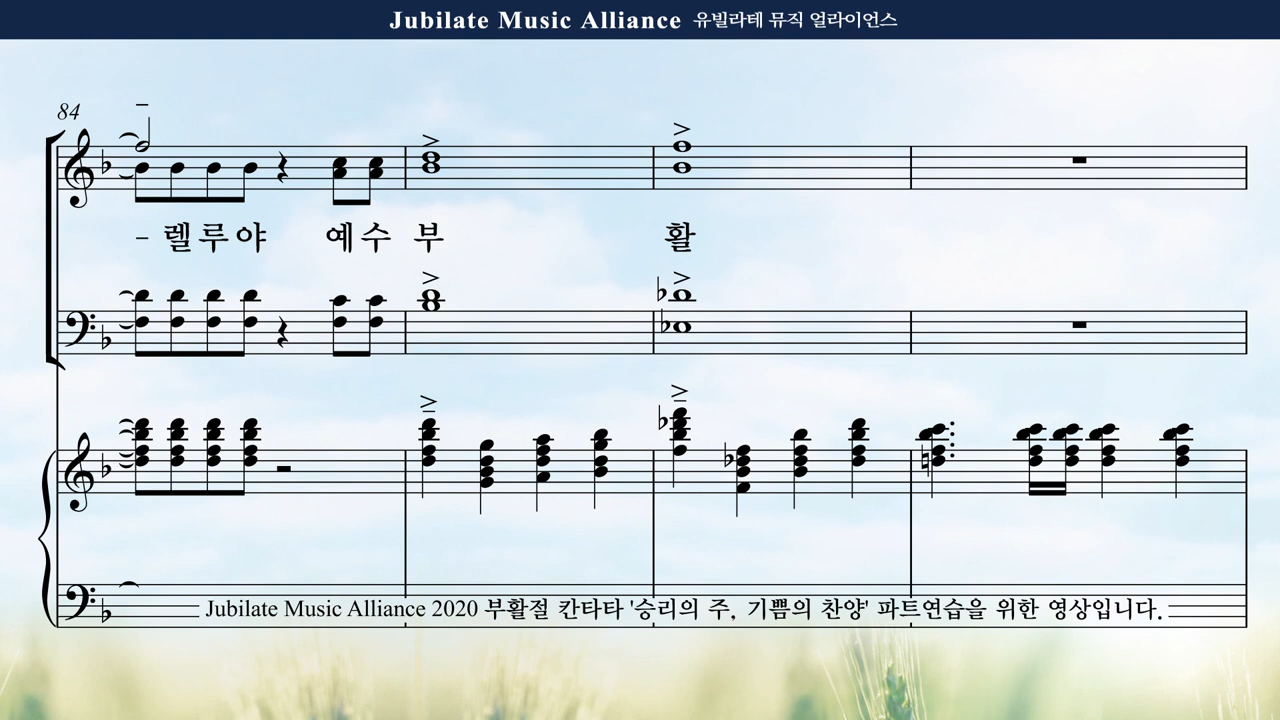 Jubilate Music Alliance 유빌라테 뮤직 얼라이언스
84
- 렐루야 예수 부 활
Jubilate Music Alliance 2020 부활절 칸타타 '승리의 주, 기쁨의 찬양' 파트연습을 위한 영상입니다.